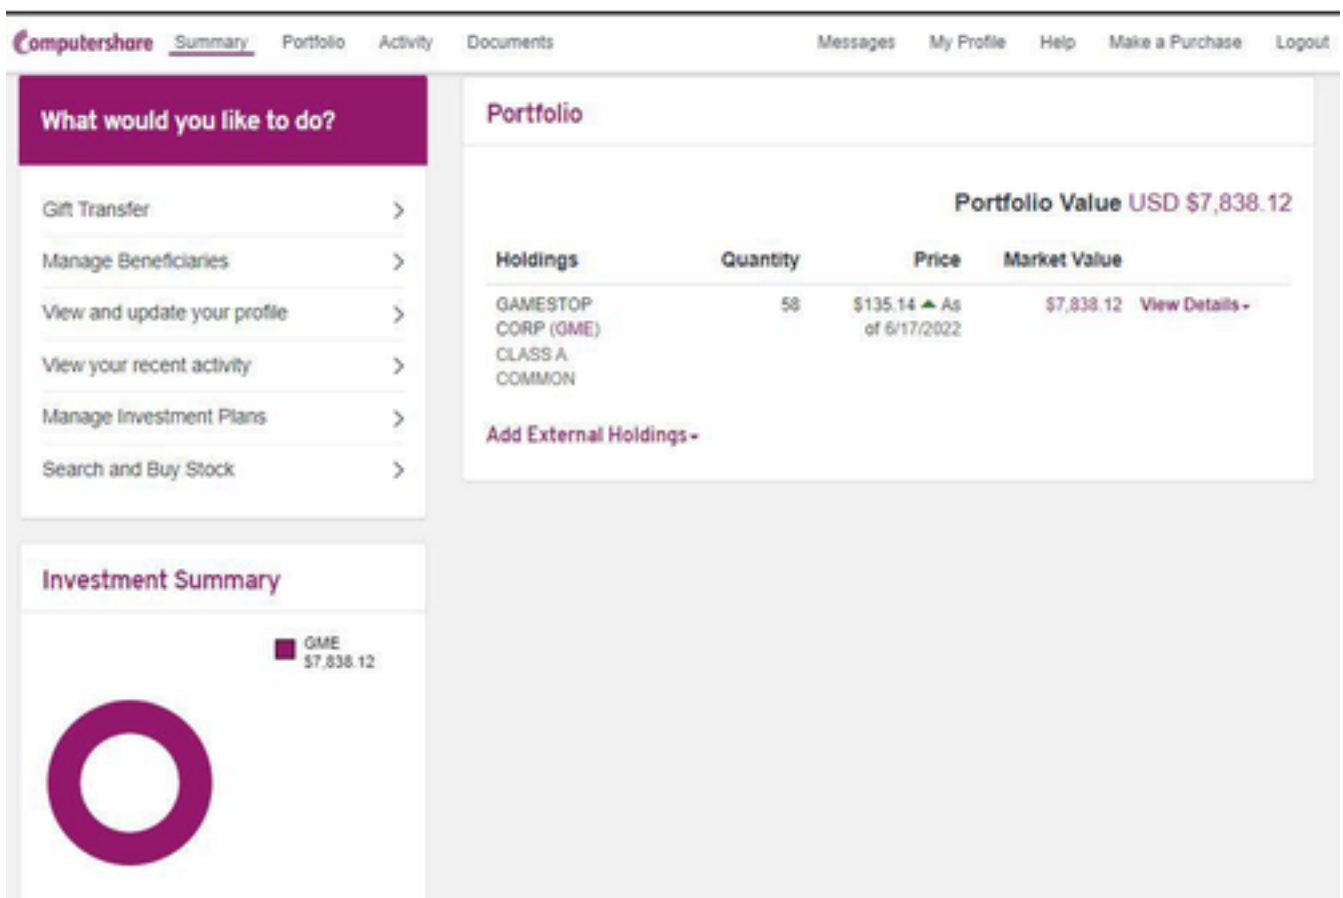 Computershare Summary Portfolio Activity Documents Messages My Profile Help Make a Purchase Logout
What would you like to do?
Gift Transfer
Manage Beneficiaries
View and update your profile
View your recent activity
Manage Investment Plans
Search and Buy Stock
Investment Summary
GME
$7,838.12
Portfolio
Portfolio Value USD $7,838.12
Holdings Quantity Price Market Value
GAMESTOP 58 $135.14 ▲ As $7,838.12 View Details
CORP (GME) of 6/17/2022
CLASS A
COMMON
Add External Holdings